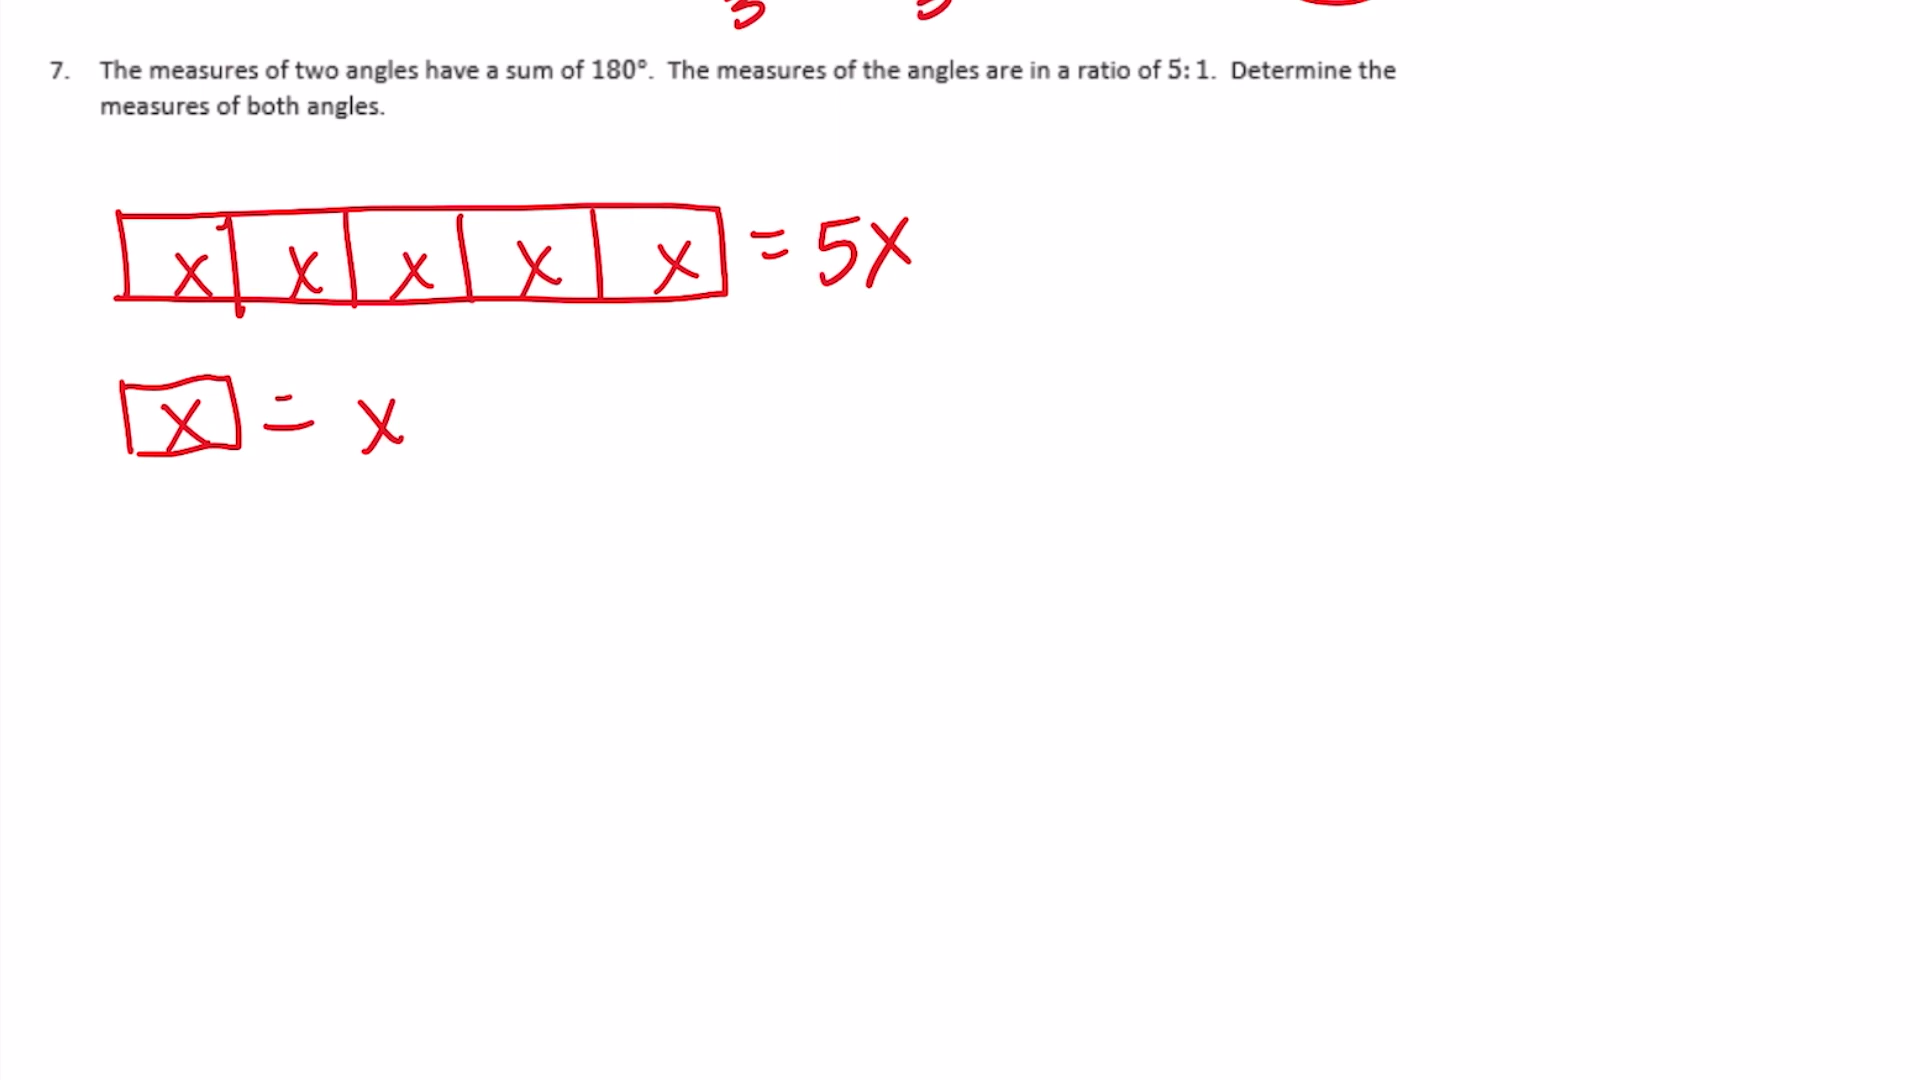 7. The measures of two angles have a sum of 180°. The measures of the angles are in a ratio of 5:1. Determine the
measures of both angles.
x x x x x = 5x
x = x